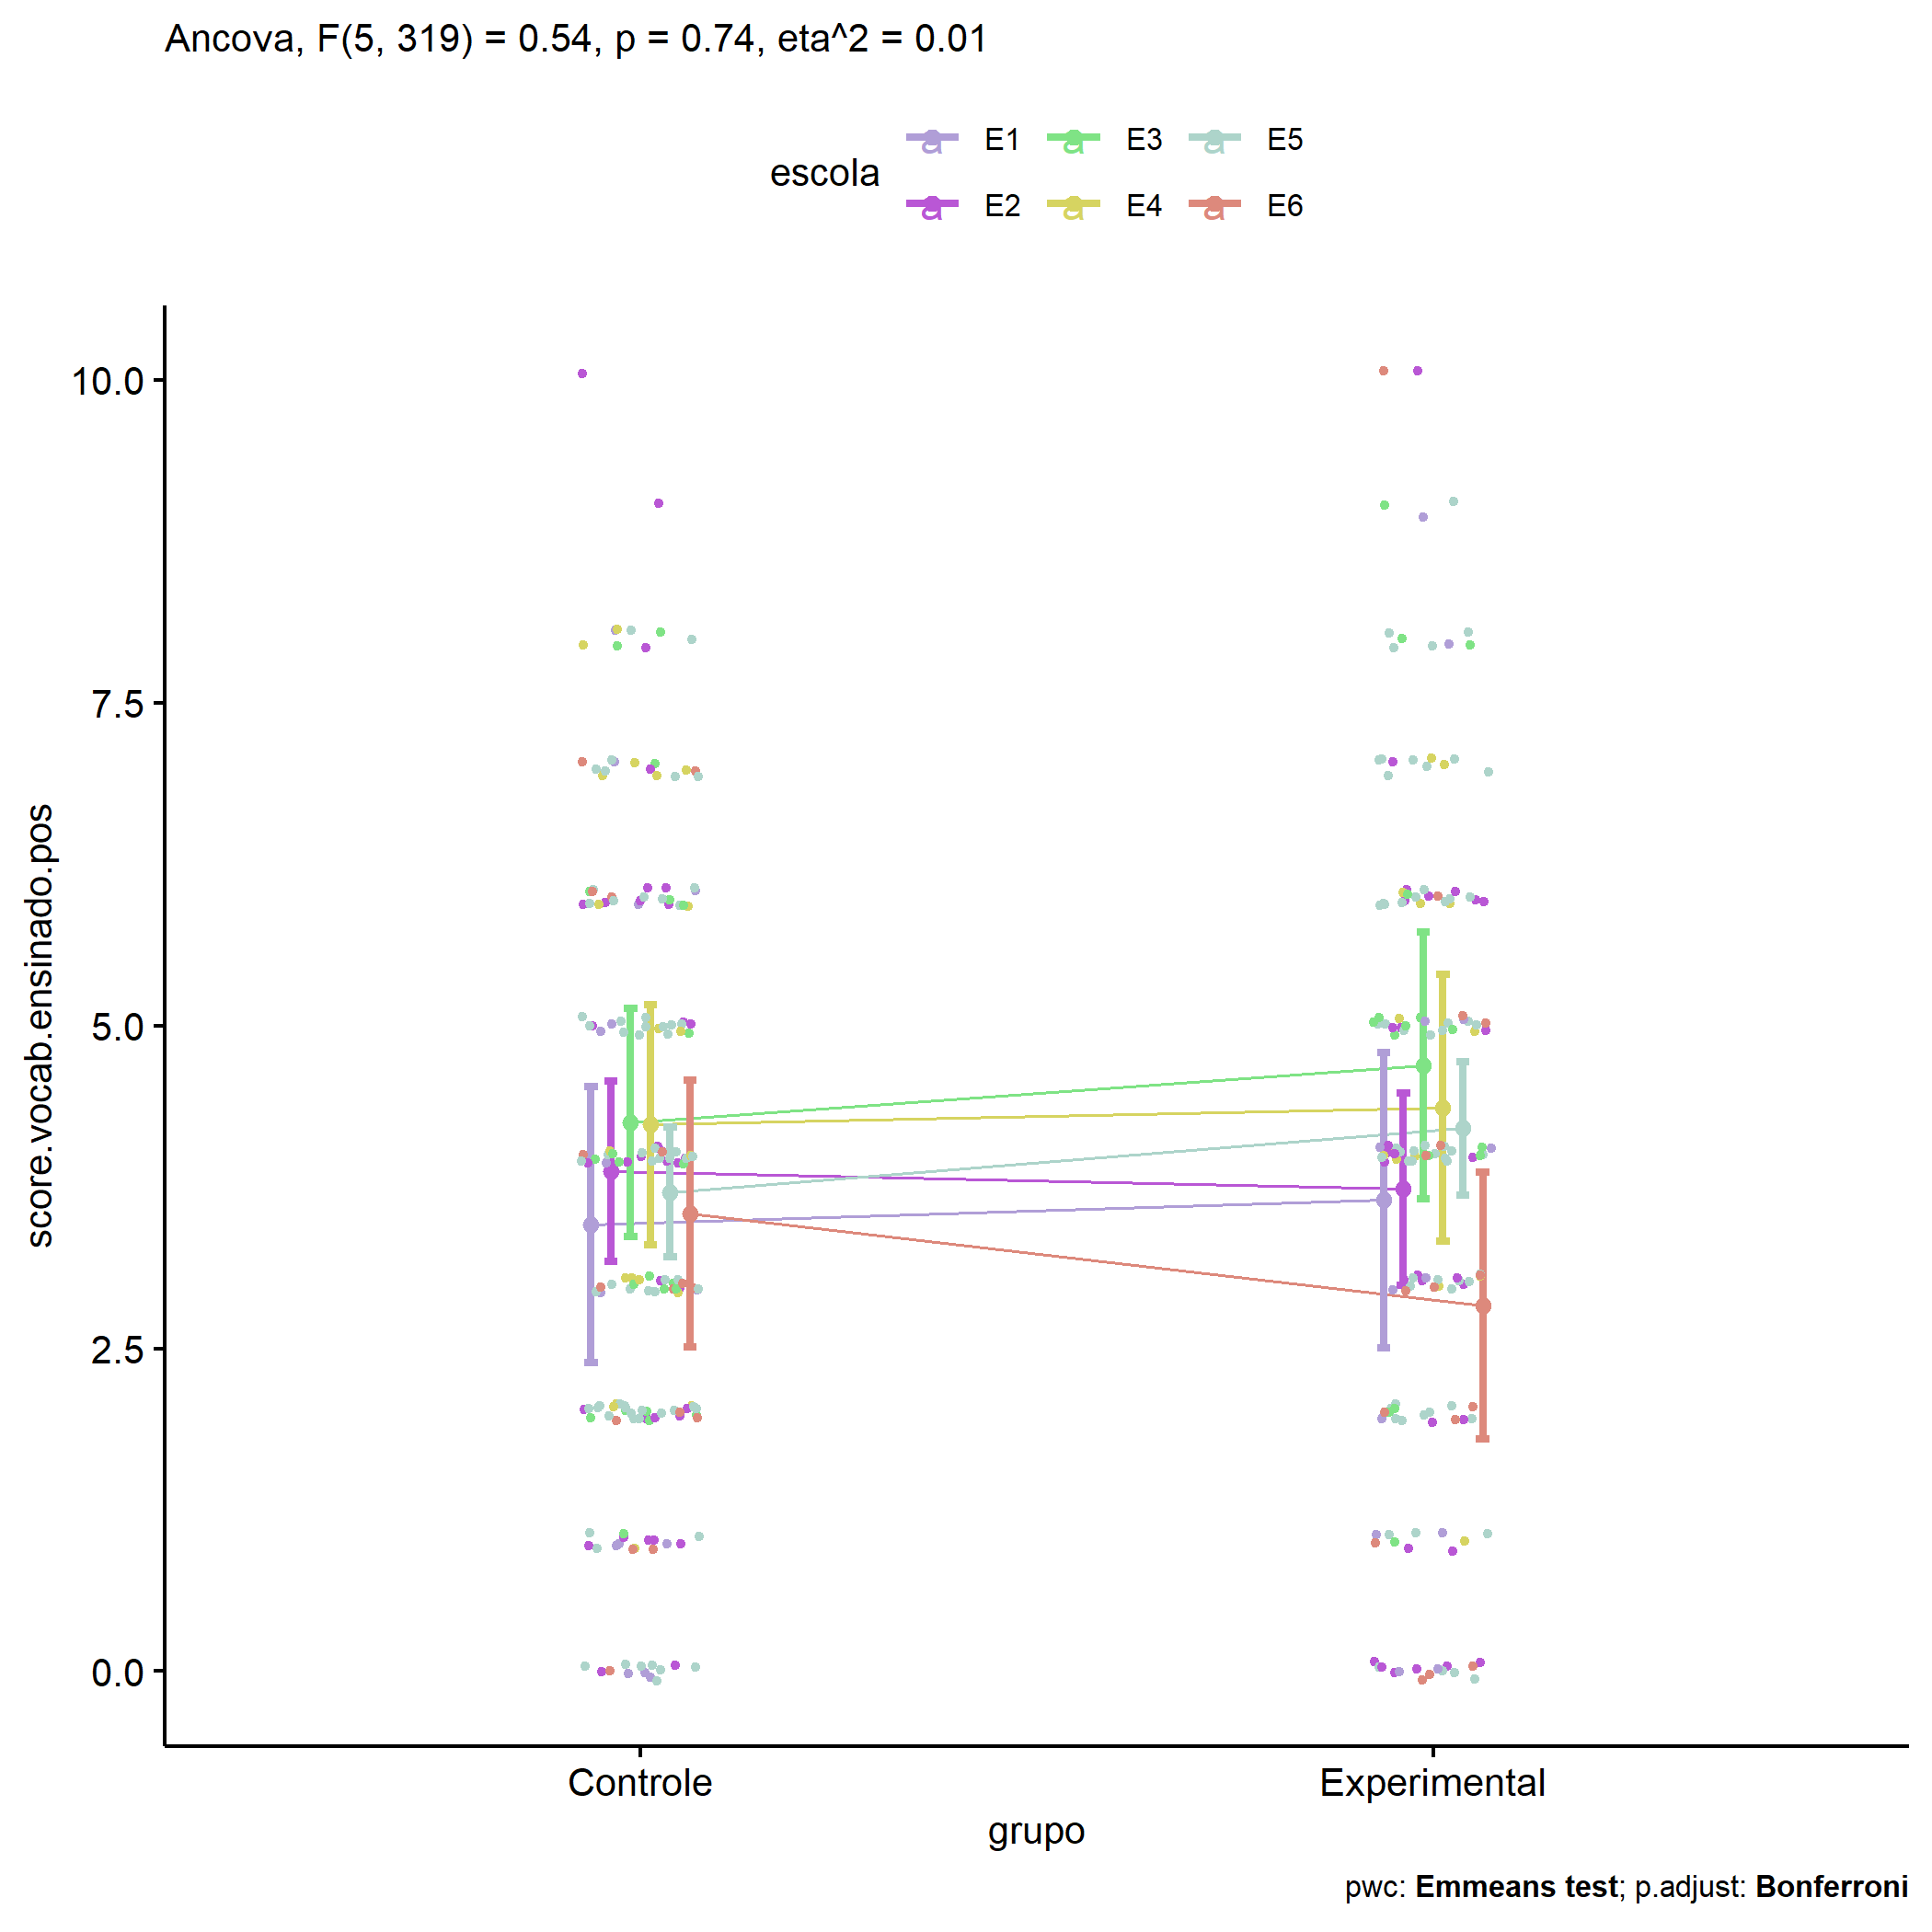 Ancova, F(5, 319) = 0.54, p = 0.74, eta^2 = 0.01
escola
a E1 a E3 a E5
a E2 a E4 a E6
score.vocab.ensinado.pos
10.0
7.5
5.0
2.5
0.0
Controle Experimental
grupo
pwc: Emmeans test; p.adjust: Bonferroni